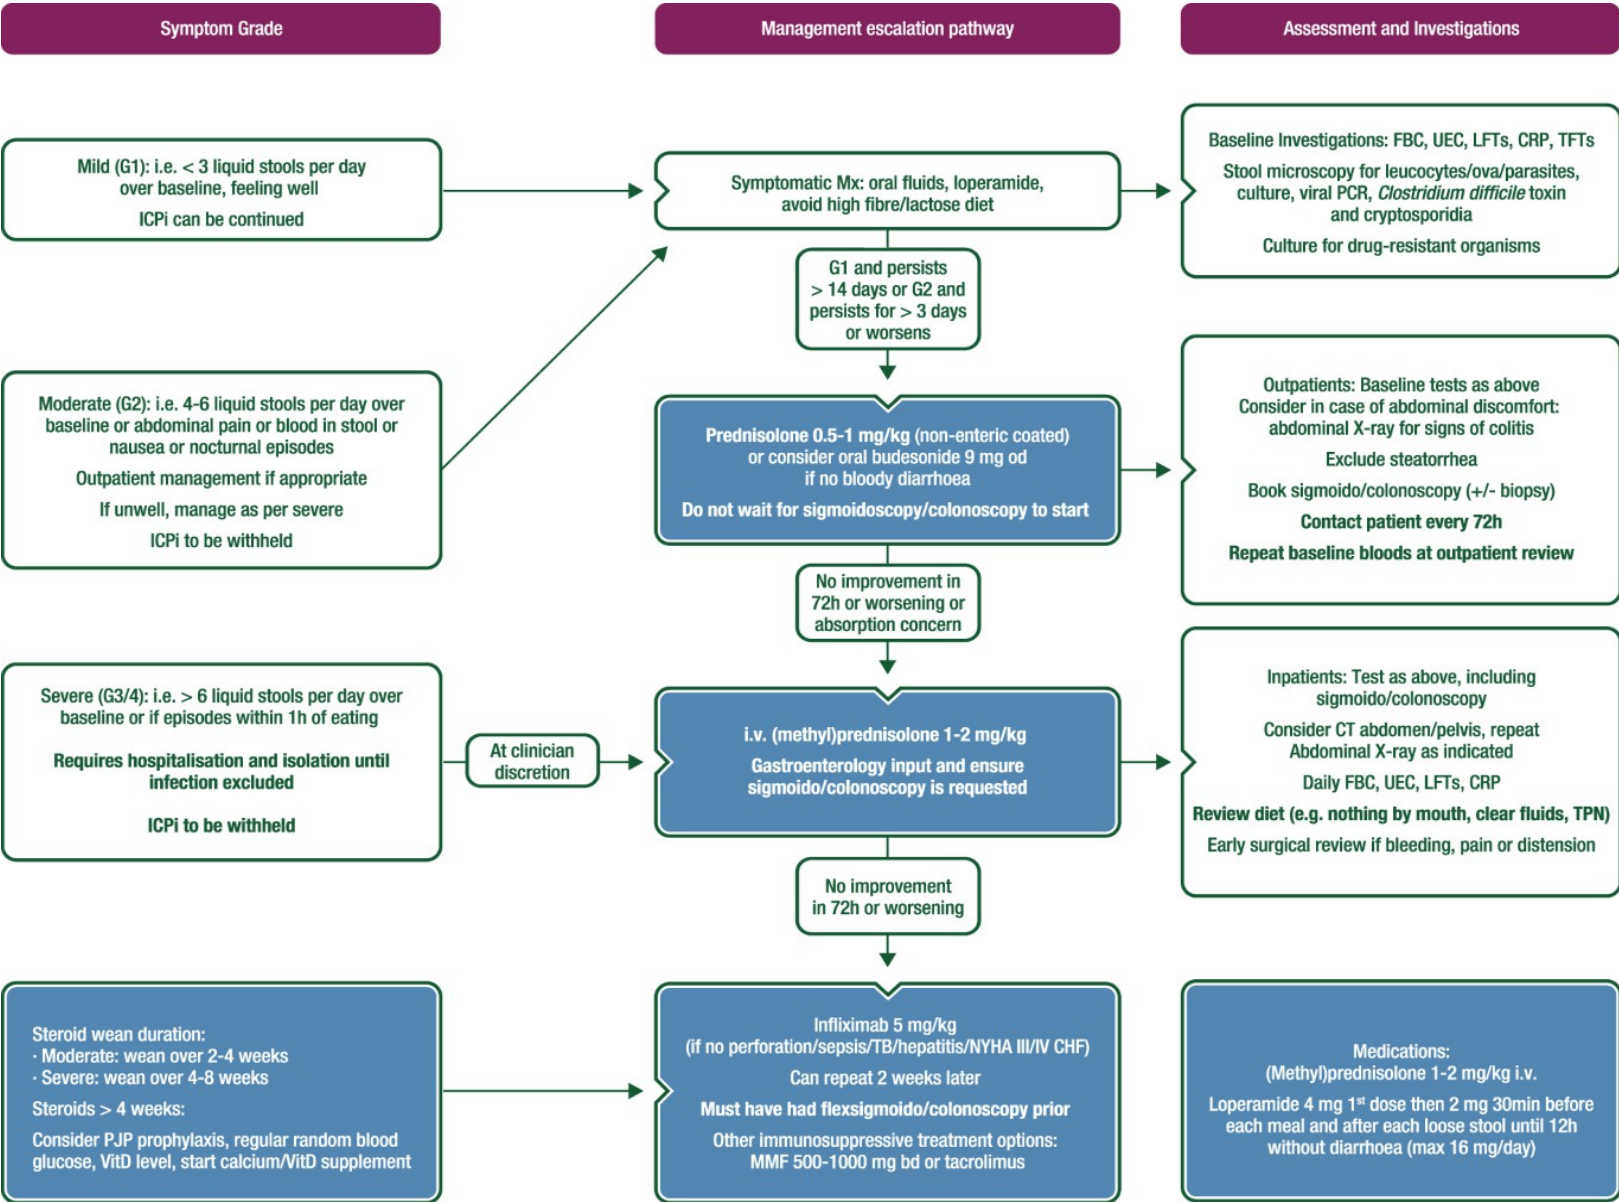 Symptom Grade
Management escalation pathway
Assessment and Investigations
Mild (G1): i.e. < 3 liquid stools per day
over baseline, feeling well
ICPi can be continued
Symptomatic Mx: oral fluids, loperamide,
avoid high fibre/lactose diet
Baseline Investigations: FBC, UEC, LFTs, CRP, TFTs
Stool microscopy for leucocytes/ova/parasites,
culture, viral PCR, Clostridium difficile toxin
and cryptosporidia
Culture for drug-resistant organisms
G1 and persists
> 14 days or G2 and
persists for > 3 days
or worsens
Moderate (G2): i.e. 4-6 liquid stools per day over
baseline or abdominal pain or blood in stool or
nausea or nocturnal episodes
Outpatient management if appropriate
If unwell, manage as per severe
ICPi to be withheld
Prednisolone 0.5-1 mg/kg (non-enteric coated)
or consider oral budesonide 9 mg od
if no bloody diarrhoea
Do not wait for sigmoidoscopy/colonoscopy to start
Outpatients: Baseline tests as above
Consider in case of abdominal discomfort:
abdominal X-ray for signs of colitis
Exclude steatorrhea
Book sigmoido/colonoscopy (+/- biopsy)
Contact patient every 72h
Repeat baseline bloods at outpatient review
No improvement in
72h or worsening or
absorption concern
Severe (G3/4): i.e. > 6 liquid stools per day over
baseline or if episodes within 1h of eating
Requires hospitalisation and isolation until
infection excluded
ICPi to be withheld
At clinician
discretion
i.v. (methyl)prednisolone 1-2 mg/kg
Gastroenterology input and ensure
sigmoido/colonoscopy is requested
Inpatients: Test as above, including
sigmoido/colonoscopy
Consider CT abdomen/pelvis, repeat
Abdominal X-ray as indicated
Daily FBC, UEC, LFTs, CRP
Review diet (e.g. nothing by mouth, clear fluids, TPN)
Early surgical review if bleeding, pain or distension
No improvement
in 72h or worsening
Steroid wean duration:
· Moderate: wean over 2-4 weeks
· Severe: wean over 4-8 weeks
Steroids > 4 weeks:
Consider PJP prophylaxis, regular random blood
glucose, VitD level, start calcium/VitD supplement
Infliximab 5 mg/kg
(if no perforation/sepsis/TB/hepatitis/NYHA III/IV CHF)
Can repeat 2 weeks later
Must have had flexsigmoido/colonoscopy prior
Other immunosuppressive treatment options:
MMF 500-1000 mg bd or tacrolimus
Medications:
(Methyl)prednisolone 1-2 mg/kg i.v.
Loperamide 4 mg 1st dose then 2 mg 30min before
each meal and after each loose stool until 12h
without diarrhoea (max 16 mg/day)